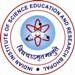 INDIAN INSTITUTE OF SCIENCE EDUCATION AND RESEARCH BHOPAL